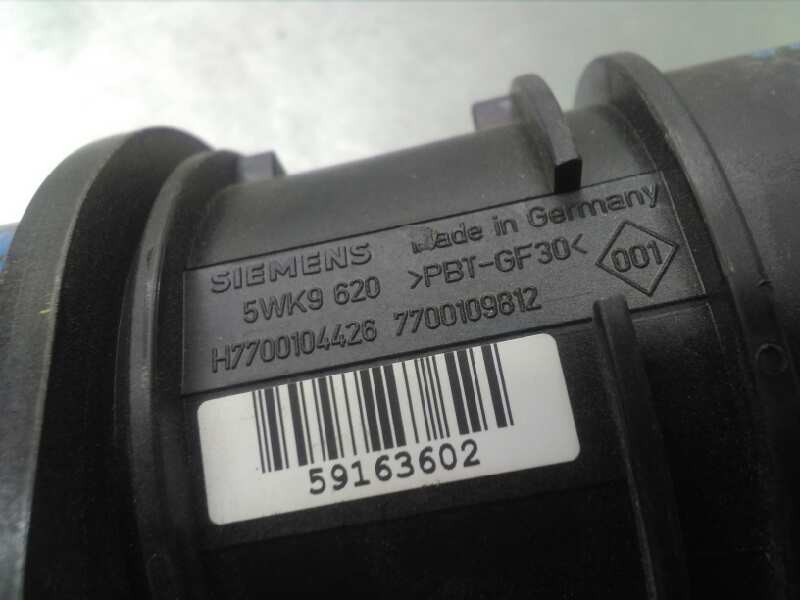 SIEMENS Made in Germany
5WK9 620 >PBT-GF30< 001
H7700104426 7700109812
59163602